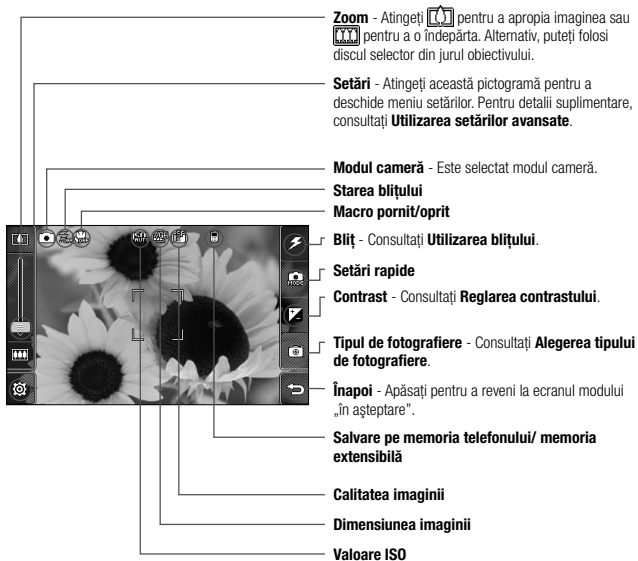 Zoom - Atingeți pentru a apropia imaginea sau
pentru a o îndepărta. Alternativ, puteți folosi
discul selector din jurul obiectivului.
Setări - Atingeți această pictogramă pentru a
deschide meniu setărilor. Pentru detalii suplimentare,
consultați Utilizarea setărilor avansate.
Modul cameră - Este selectat modul cameră.
Starea blițului
Macro pornit/oprit
Bliț - Consultați Utilizarea blițului.
Setări rapide
Contrast - Consultați Reglarea contrastului.
Tipul de fotografiere - Consultați Alegerea tipului
de fotografiere.
Înapoi - Apăsați pentru a reveni la ecranul modului
„în așteptare".
Salvare pe memoria telefonului/ memoria
extensibilă
Calitatea imaginii
Dimensiunea imaginii
Valoare ISO
ISO
AUTO
MODE